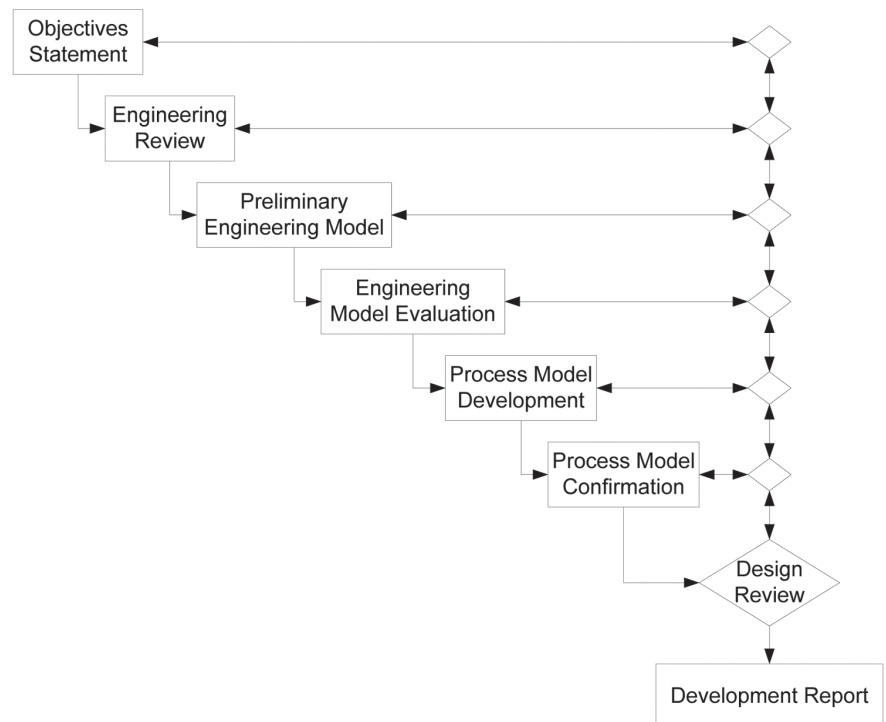 Objectives
Statement
Engineering
Review
Preliminary
Engineering Model
Engineering
Model Evaluation
Process Model
Development
Process Model
Confirmation
Design
Review
Development Report